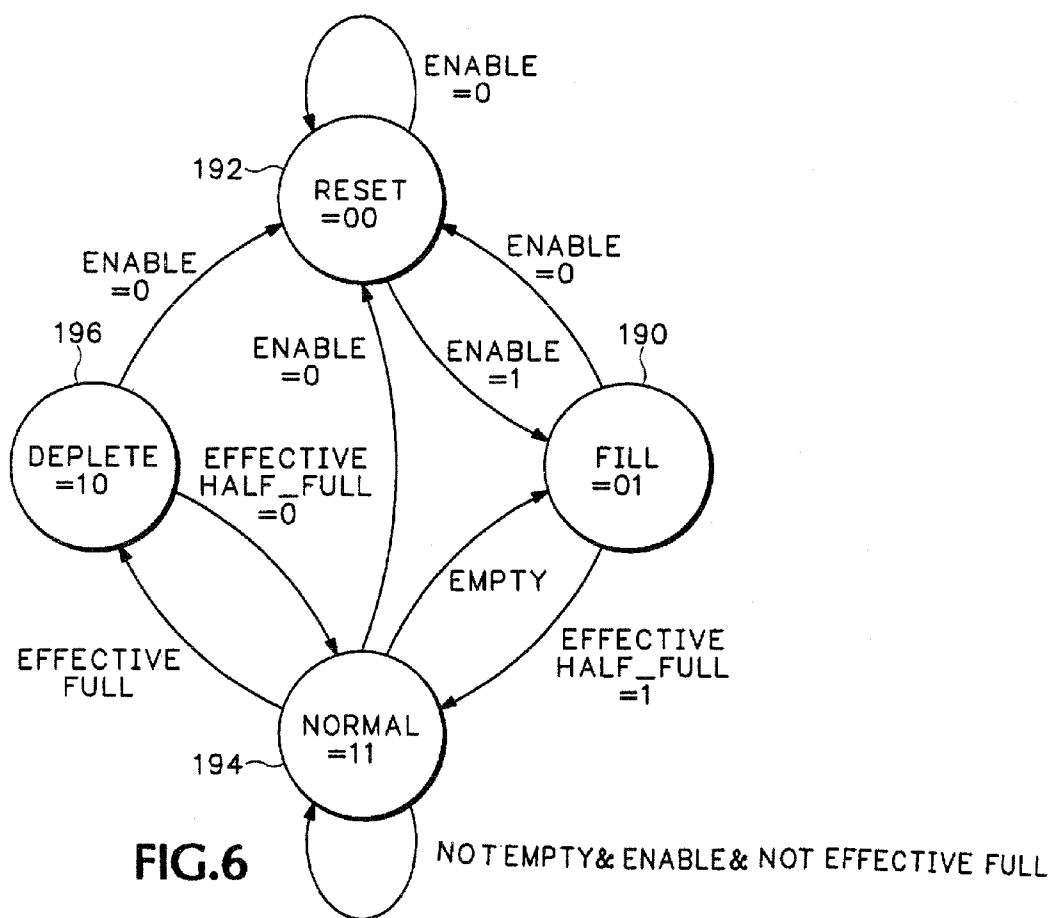 ENABLE
=0
192
RESET
=00
ENABLE
=0
ENABLE
=0
196
ENABLE
=0
ENABLE
=1
190
DEPLETE
=10
EFFECTIVE
HALF_FULL
=0
FILL
=01
EMPTY
EFFECTIVE
FULL
EFFECTIVE
HALF_FULL
=1
NORMAL
=11
194
FIG.6
NOT EMPTY& ENABLE& NOT EFFECTIVE FULL